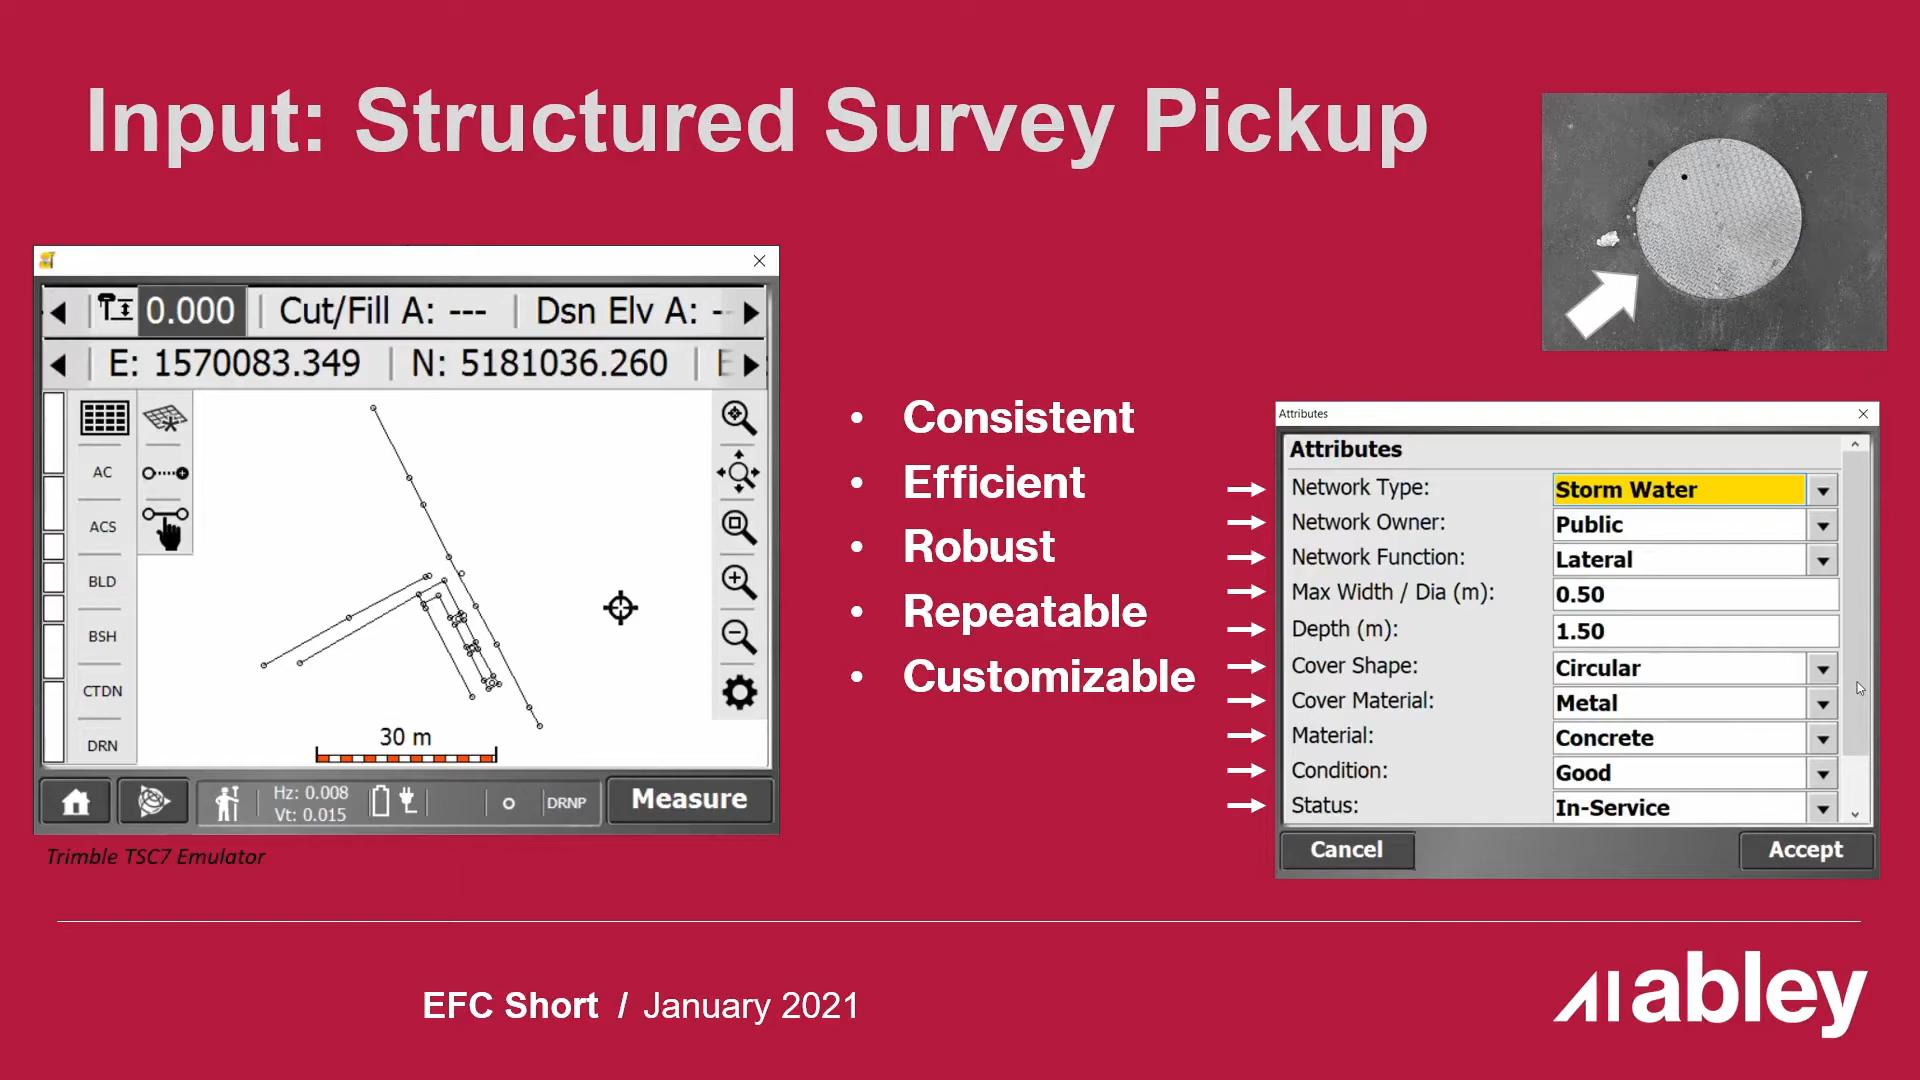 Input: Structured Survey Pickup
0.000 Cut/Fill A: --- Dsn Elv A: --
E: 1570083.349 N: 5181036.260 E
AC
ACS
BLD
BSH
CTDN
DRN
30 m
Hz: 0.008
Vt: 0.015
DRNP
Measure
Trimble TSC7 Emulator
• Consistent
• Efficient
• Robust
• Repeatable
• Customizable
Attributes
Attributes
Network Type: Storm Water
Network Owner: Public
Network Function: Lateral
Max Width / Dia (m): 0.50
Depth (m): 1.50
Cover Shape: Circular
Cover Material: Metal
Material: Concrete
Condition: Good
Status: In-Service
Cancel Accept
EFC Short / January 2021
abley